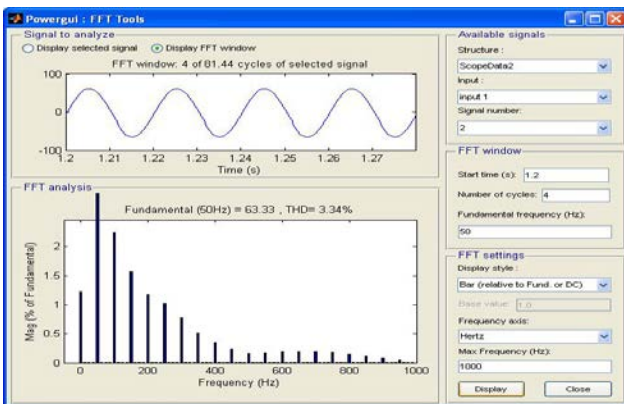 Powergui : FFT Tools
Signal to analyze
Display selected signal
Display FFT window
FFT window: 4 of 81.44 cycles of selected signal
100
0
-100
1.2 1.21 1.22 1.23 1.24 1.25 1.26 1.27
Time (s)
FFT analysis
Fundamental (50Hz) = 63.33 , THD= 3.34%
2
1.5
1
0.5
0
Mag (% of Fundamental)
0 200 400 600 800 1000
Frequency (Hz)
Available signals
Structure :
ScopeData2
Input :
input 1
Signal number:
2
FFT window
Start time (s): 1.2
Number of cycles: 4
Fundamental frequency (Hz):
50
FFT settings
Display style :
Bar (relative to Fund. or DC)
Base value: 1.0
Frequency axis:
Hertz
Max Frequency (Hz):
1000
Display
Close